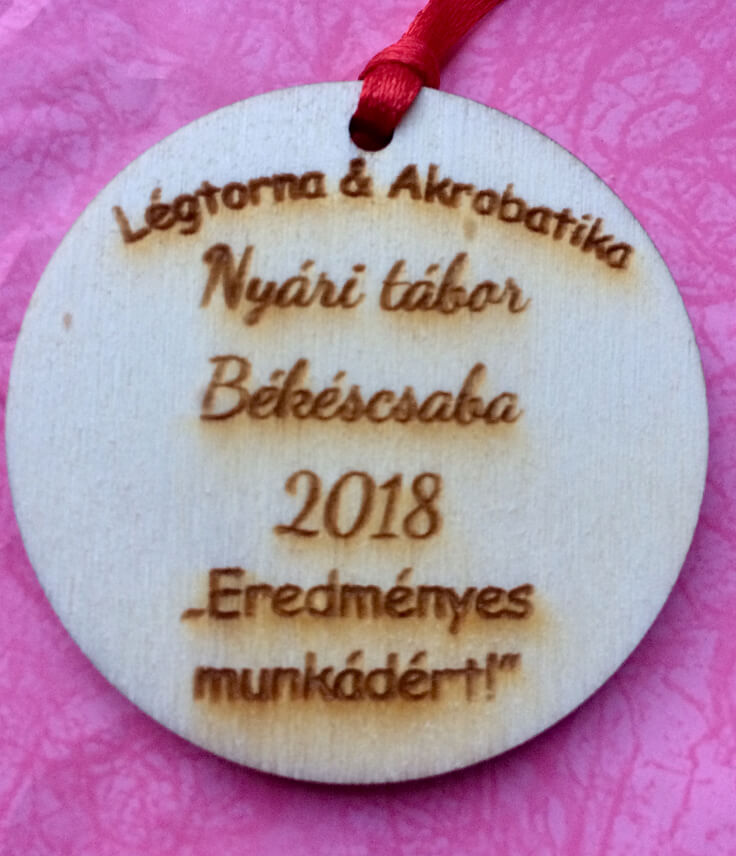 Légtorna & Akrobatika
Nyári tábor
Békéscsaba
2018
„Eredményes
munkádért!”